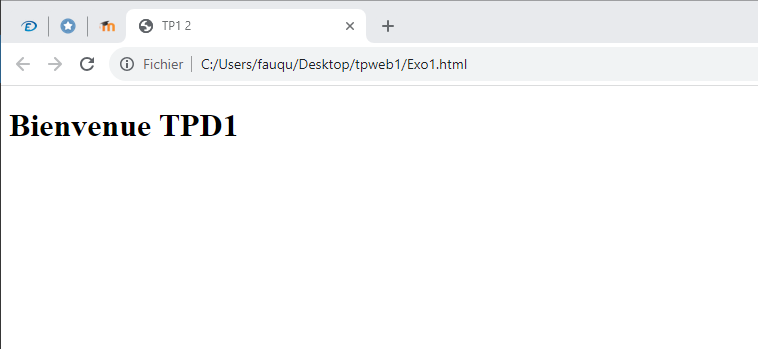 TP1 2
Fichier C:/Users/fauqu/Desktop/tpweb1/Exo1.html
Bienvenue TPD1